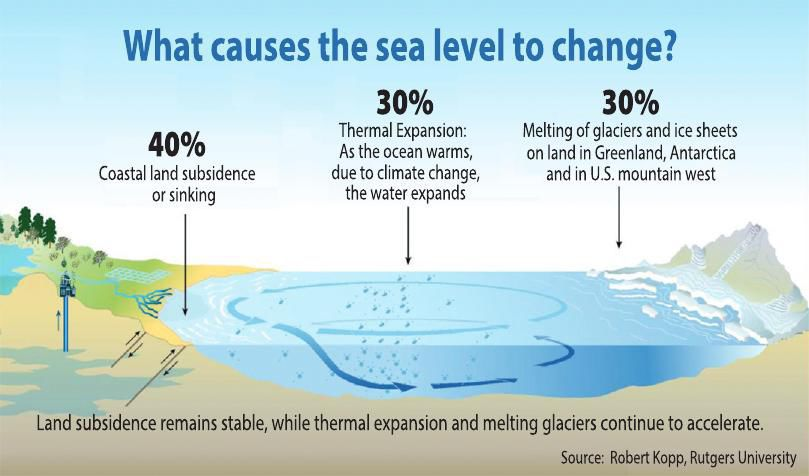 What causes the sea level to change?
40%
Coastal land subsidence
or sinking
30%
Thermal Expansion:
As the ocean warms,
due to climate change,
the water expands
30%
Melting of glaciers and ice sheets
on land in Greenland, Antarctica
and in U.S. mountain west
Land subsidence remains stable, while thermal expansion and melting glaciers continue to accelerate.
Source: Robert Kopp, Rutgers University